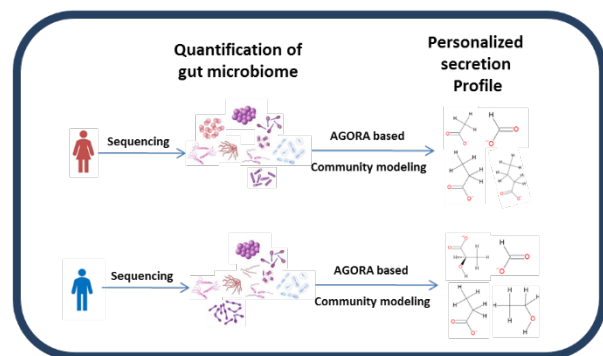 Quantification of
gut microbiome
Personalized
secretion
Profile
Sequencing
AGORA based
Community modeling
Sequencing
AGORA based
Community modeling